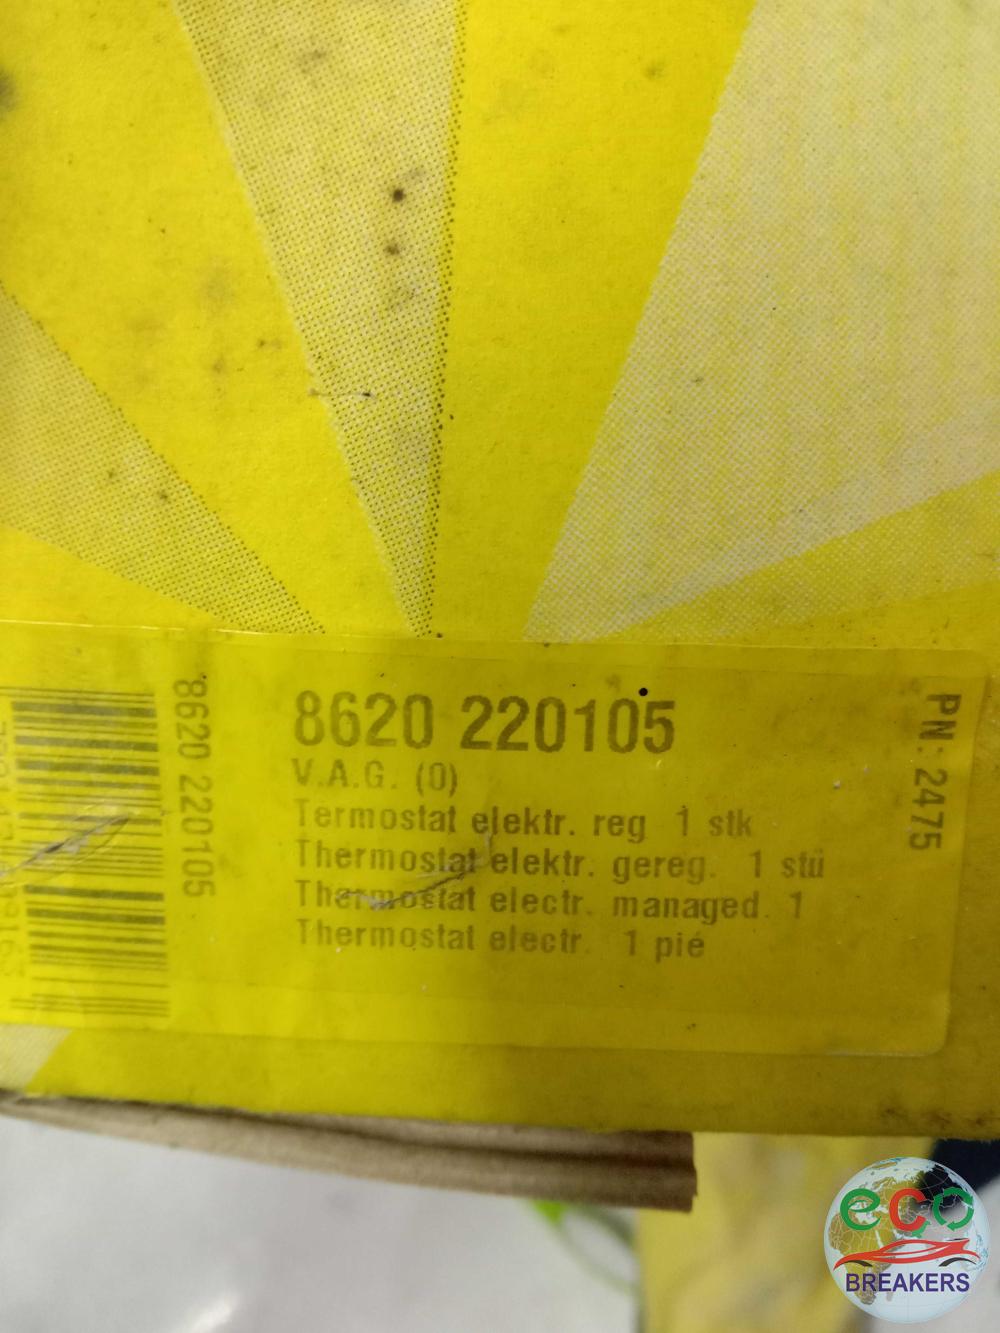 8620 220105
8620 220105
V.A.G. (0)
Termostat elektr. reg 1 stk
Thermostat elektr. gereg. 1 stü
Thermostat electr. managed. 1
Thermostat electr. 1 pié
PN: 2475
eco
BREAKERS